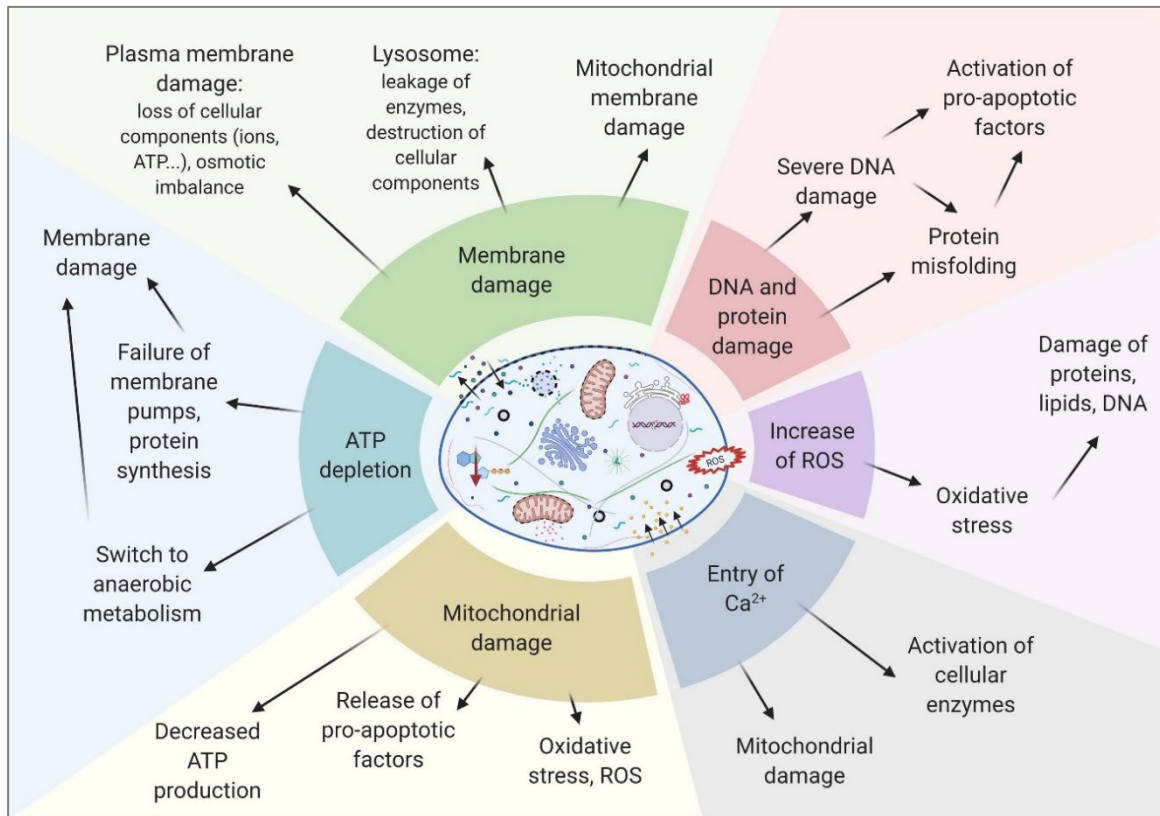 Plasma membrane
damage:
loss of cellular
components (ions,
ATP...), osmotic
imbalance
Lysosome:
leakage of
enzymes,
destruction of
cellular
components
Mitochondrial
membrane
damage
Membrane
damage
Activation of
pro-apoptotic
factors
Severe DNA
damage
Protein
misfolding
DNA and
protein
damage
Membrane
damage
Failure of
membrane
pumps,
protein
synthesis
Switch to
anaerobic
metabolism
ATP
depletion
ROS
Increase
of ROS
Damage of
proteins,
lipids, DNA
Oxidative
stress
Mitochondrial
damage
Decreased
ATP
production
Release of
pro-apoptotic
factors
Oxidative
stress, ROS
Entry of
Ca²⁺
Activation of
cellular
enzymes
Mitochondrial
damage